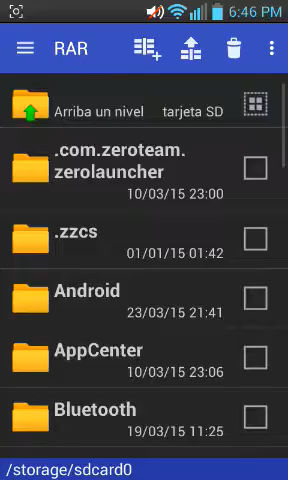 6:46 PM
RAR
Arriba un nivel tarjeta SD
.com.zeroteam.
zerolauncher
10/03/15 23:00
.zzcs
01/01/15 01:42
Android
23/03/15 21:41
AppCenter
10/03/15 23:06
Bluetooth
19/03/15 11:25
/storage/sdcard0